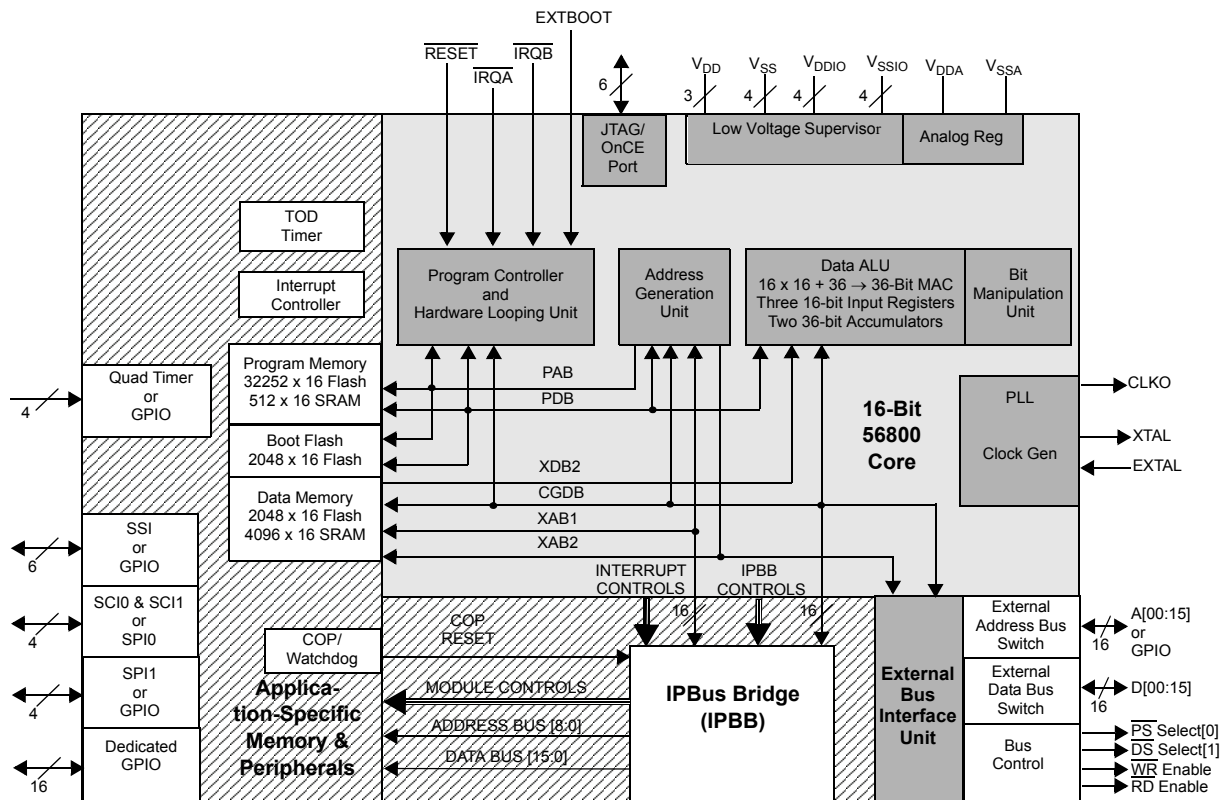 EXTBOOT
RESET
IRQB
IRQA
6
VDD
VSS
VDDIO
VSSIO
VDDA
VSSA
3
4
4
4
JTAG/
OnCE
Port
Low Voltage Supervisor
Analog Reg
TOD
Timer
Interrupt
Controller
Program Controller
and
Hardware Looping Unit
Address
Generation
Unit
Data ALU
16 x 16 + 36 → 36-Bit MAC
Three 16-bit Input Registers
Two 36-bit Accumulators
Bit
Manipulation
Unit
Program Memory
32252 x 16 Flash
512 x 16 SRAM
Boot Flash
2048 x 16 Flash
Data Memory
2048 x 16 Flash
4096 x 16 SRAM
PAB
PDB
XDB2
CGDB
XAB1
XAB2
16-Bit
56800
Core
PLL
Clock Gen
CLKO
XTAL
EXTAL
Quad Timer
or
GPIO
4
SSI
or
GPIO
6
SCI0 & SCI1
or
SPI0
4
SPI1
or
GPIO
4
Dedicated
GPIO
16
INTERRUPT
CONTROLS
IPBB
CONTROLS
16
16
COP/
Watchdog
COP
RESET
MODULE CONTROLS
ADDRESS BUS [8:0]
DATA BUS [15:0]
Applica-
tion-Specific
Memory &
Peripherals
IPBus Bridge
(IPBB)
External
Bus
Interface
Unit
External
Address Bus
Switch
External
Data Bus
Switch
Bus
Control
A[00:15]
or
GPIO
16
D[00:15]
16
PS Select[0]
DS Select[1]
WR Enable
RD Enable